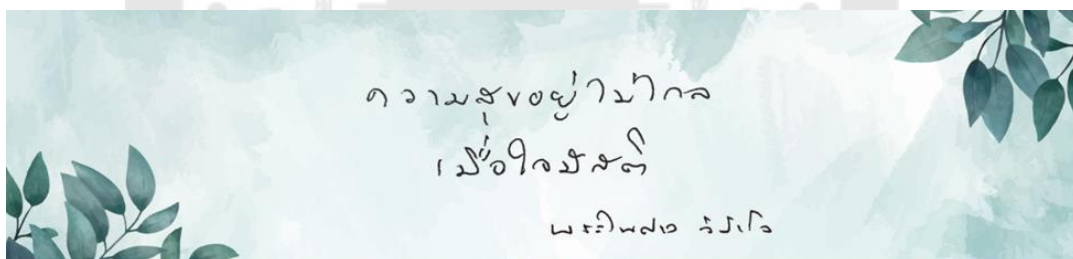 ความสุขอยู่ไม่ไกล
เมื่อใจมีสติ
พระไพศาล วิสาโล